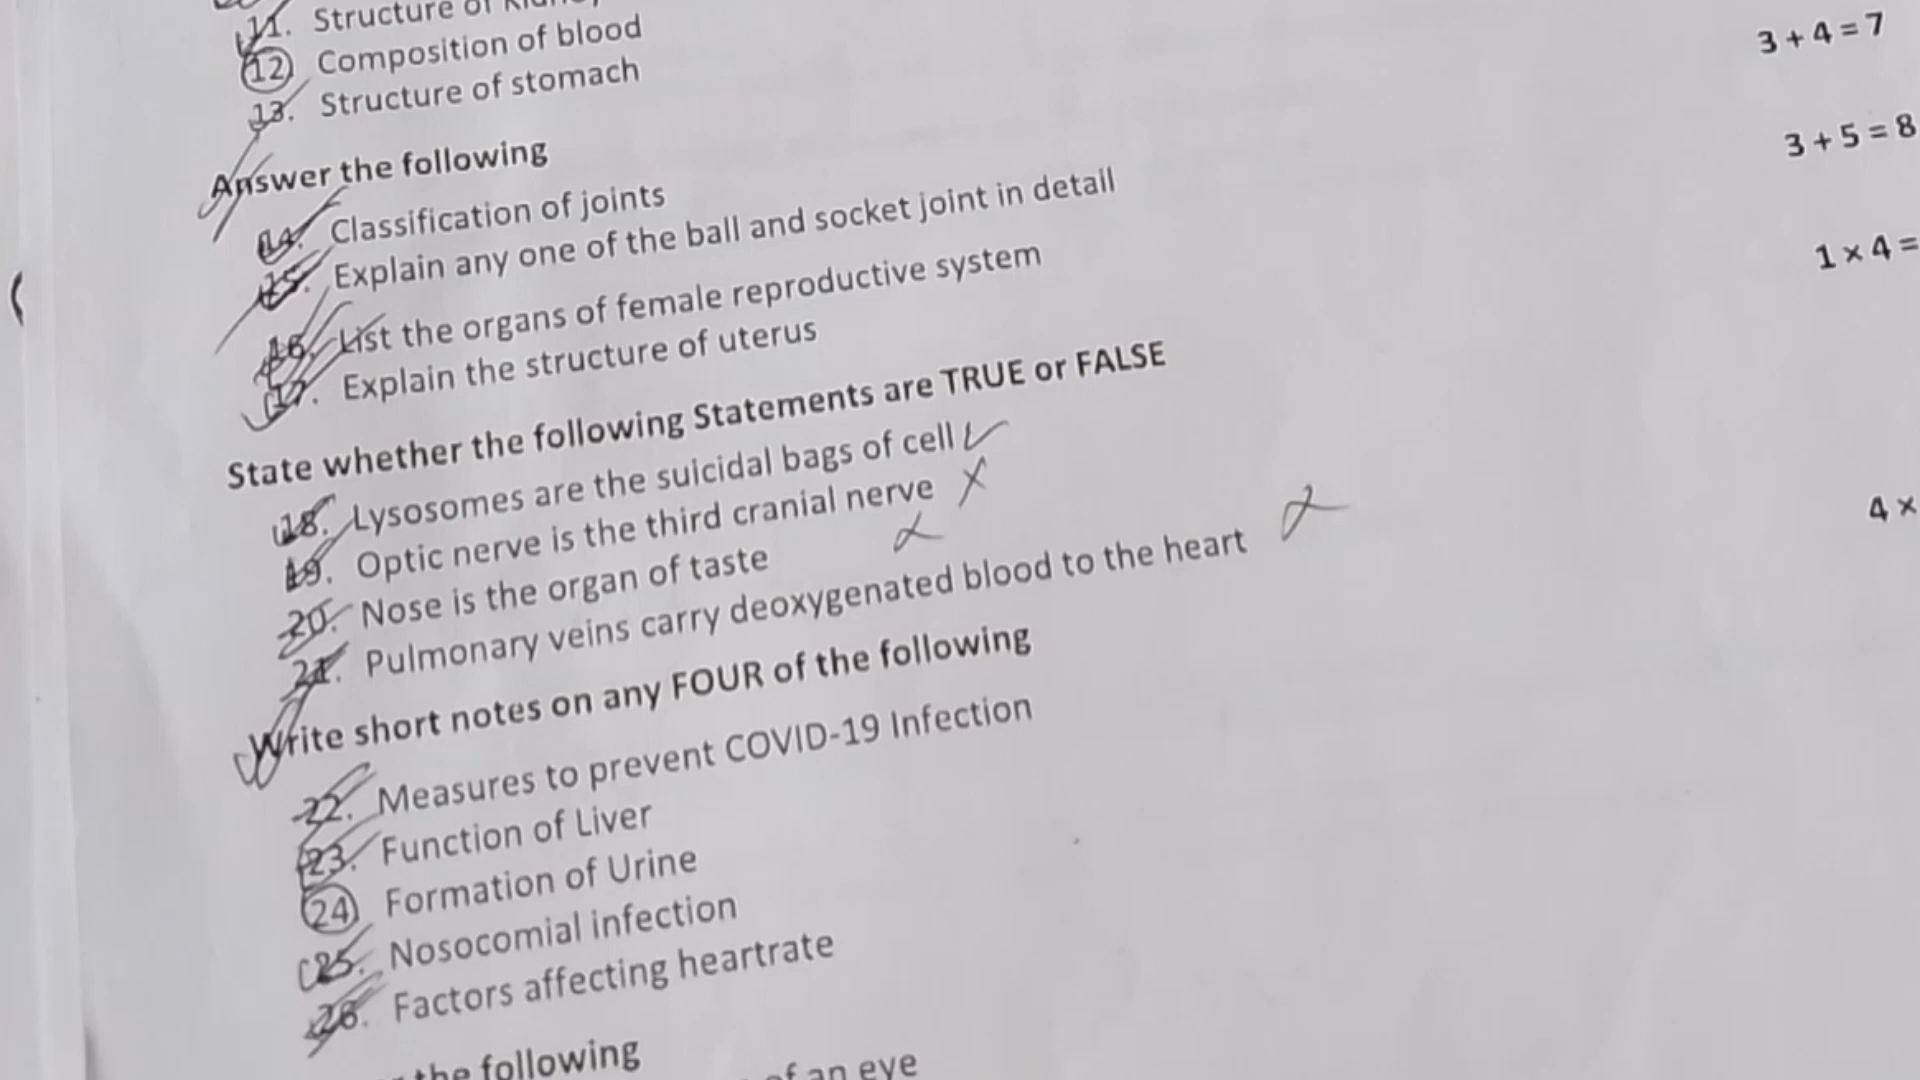 11. Structure of
12 Composition of blood
13. Structure of stomach
3 + 4 = 7
Answer the following
14. Classification of joints
15. Explain any one of the ball and socket joint in detail
3 + 5 = 8
16. List the organs of female reproductive system
17. Explain the structure of uterus
State whether the following Statements are TRUE or FALSE
1 × 4 =
18. Lysosomes are the suicidal bags of cell ✓
19. Optic nerve is the third cranial nerve ✗
20. Nose is the organ of taste
21. Pulmonary veins carry deoxygenated blood to the heart
Write short notes on any FOUR of the following
4 ×
22. Measures to prevent COVID-19 Infection
23. Function of Liver
24 Formation of Urine
25. Nosocomial infection
26. Factors affecting heartrate
the following
of an eye